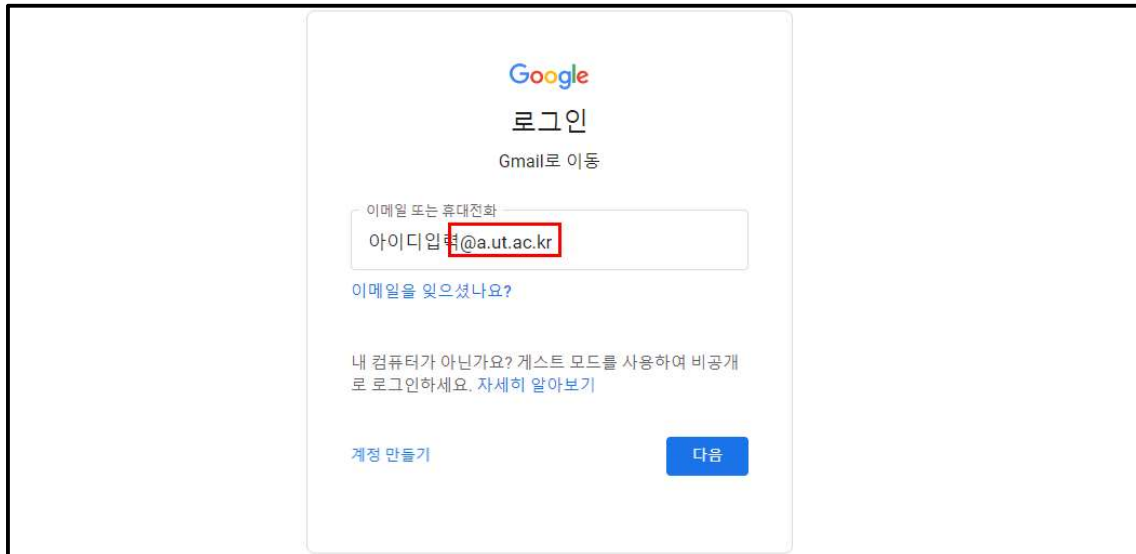 Google
로그인
Gmail로 이동
이메일 또는 휴대전화
아이디입력@a.ut.ac.kr
이메일을 잊으셨나요?
내 컴퓨터가 아닌가요? 게스트 모드를 사용하여 비공개
로 로그인하세요. 자세히 알아보기
계정 만들기
다음